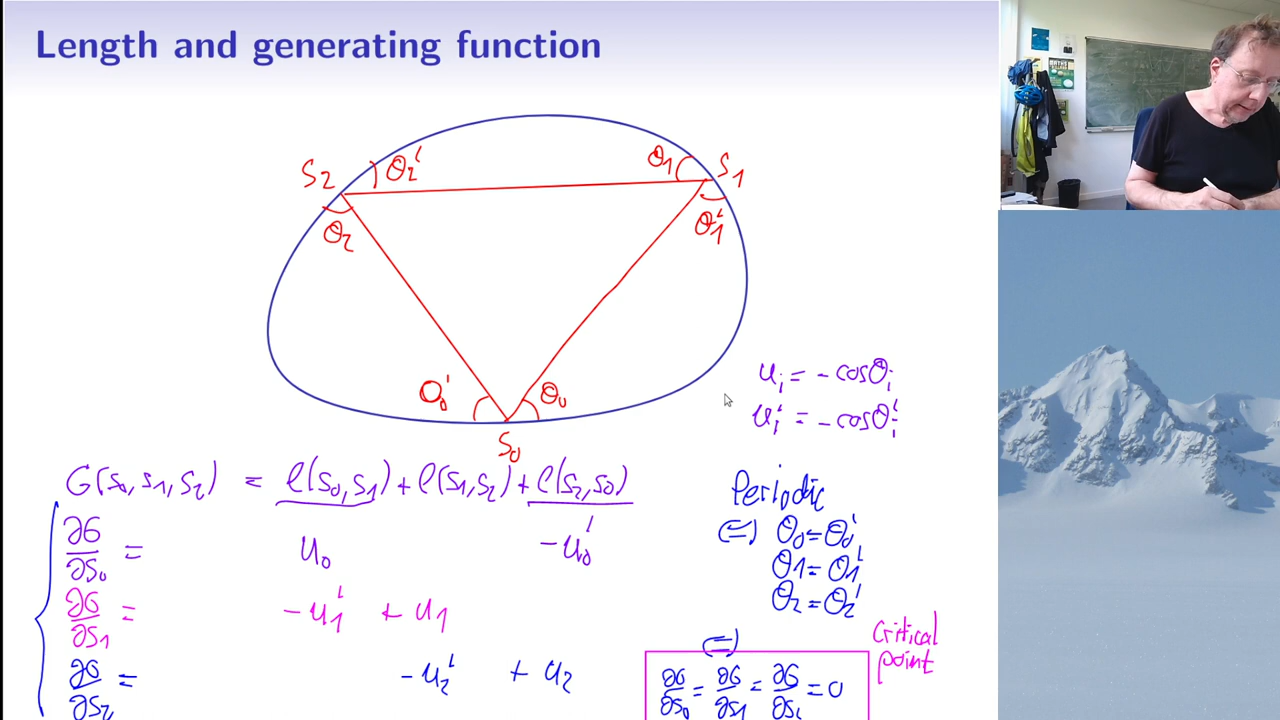 Length and generating function
S₂ θ₂' θ₁ S₁
θ₂ θ₁'
θ₀' θ₀
S₀
uᵢ = - cosθᵢ
uᵢ' = - cosθᵢ'
G(s₀, s₁, s₂) = ℓ(s₀, s₁) + ℓ(s₁, s₂) + ℓ(s₂, s₀)
∂G/∂s₀ = u₀ - u₀'
∂G/∂s₁ = - u₁' + u₁
∂G/∂s₂ = - u₂' + u₂
Periodic
(=) θ₀ = θ₀'
θ₁ = θ₁'
θ₂ = θ₂'
(=)
Critical
point
∂G/∂s₀ = ∂G/∂s₁ = ∂G/∂s₂ = 0